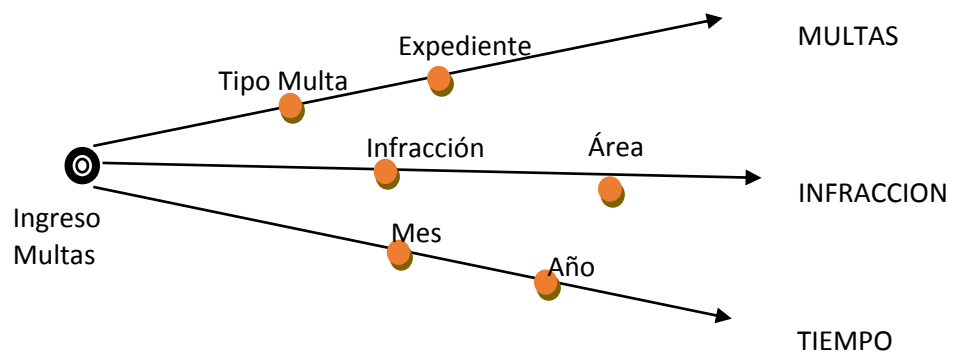 Expediente
MULTAS
Tipo Multa
Infracción
Área
INFRACCION
Ingreso
Multas
Mes
Año
TIEMPO